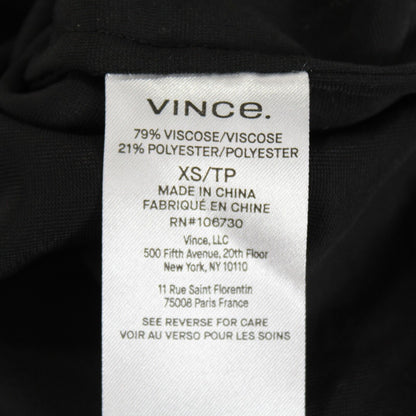 VINCE.
79% VISCOSE/VISCOSE
21% POLYESTER/POLYESTER
XS/TP
MADE IN CHINA
FABRIQUÉ EN CHINE
RN#106730
Vince, LLC
500 Fifth Avenue, 20th Floor
New York, NY 10110
11 Rue Saint Florentin
75008 Paris France
SEE REVERSE FOR CARE
VOIR AU VERSO POUR LES SOINS